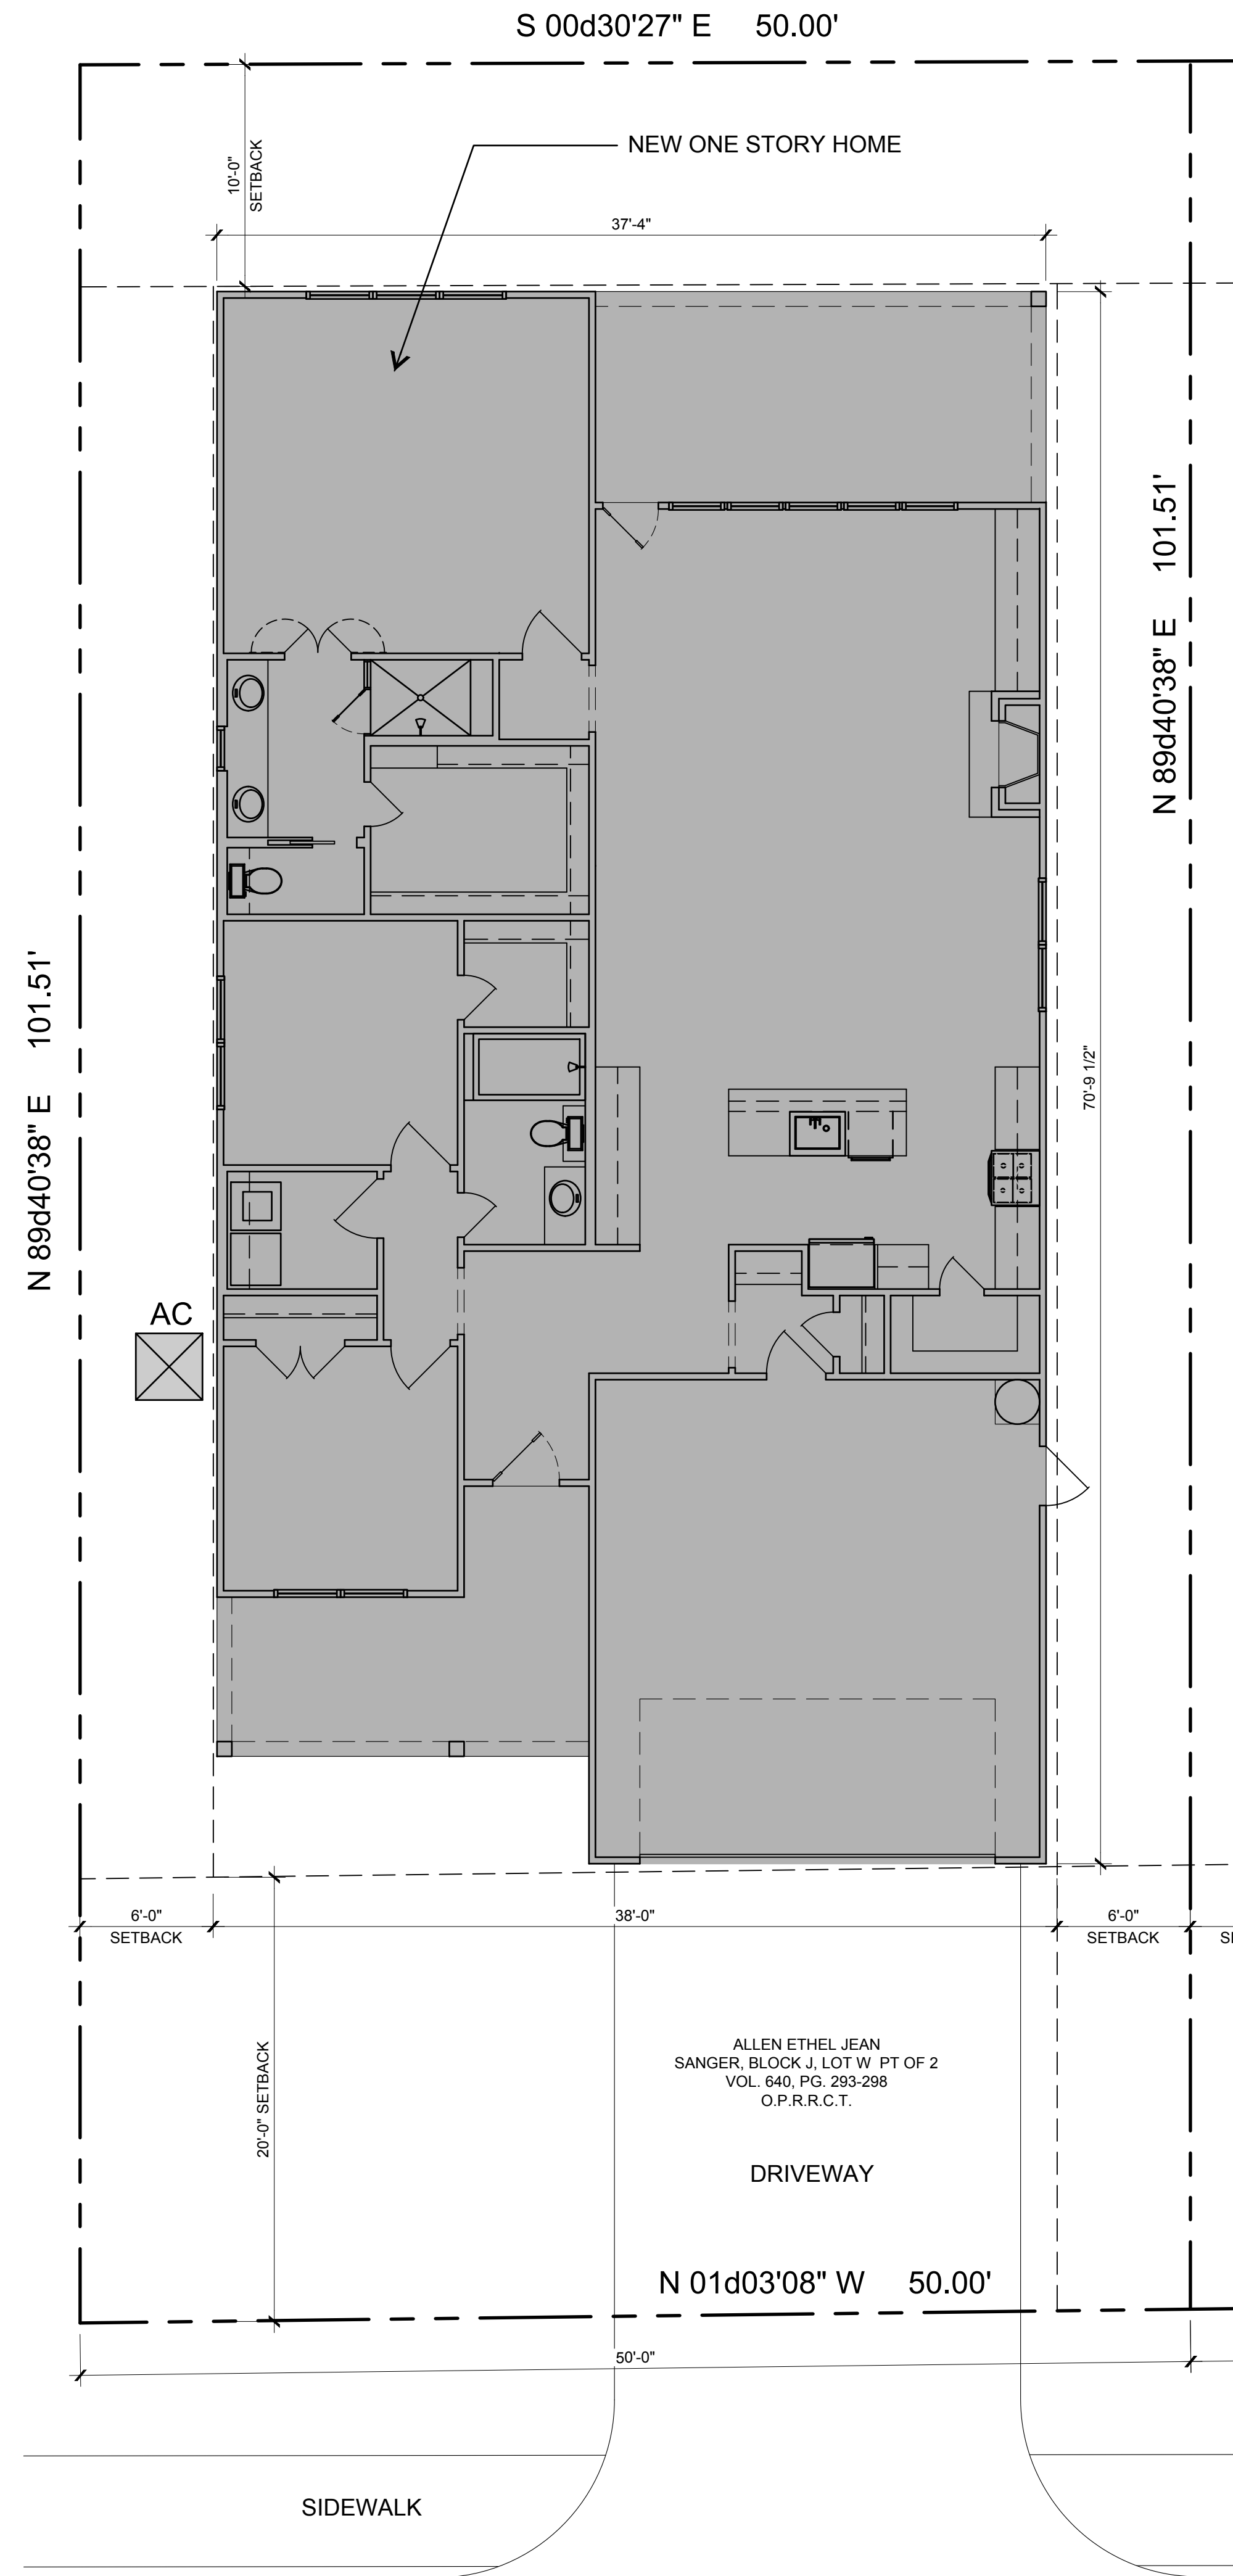 S 00d30'27" E 50.00'
NEW ONE STORY HOME
10'-0"
SETBACK
37'-4"
N 89d40'38" E 101.51'
N 89d40'38" E 101.51'
70'-9 1/2"
AC
6'-0"
SETBACK
38'-0"
6'-0"
SETBACK
20'-0" SETBACK
ALLEN ETHEL JEAN
SANGER, BLOCK J, LOT W PT OF 2
VOL. 640, PG. 293-298
O.P.R.R.C.T.
DRIVEWAY
N 01d03'08" W 50.00'
50'-0"
SIDEWALK